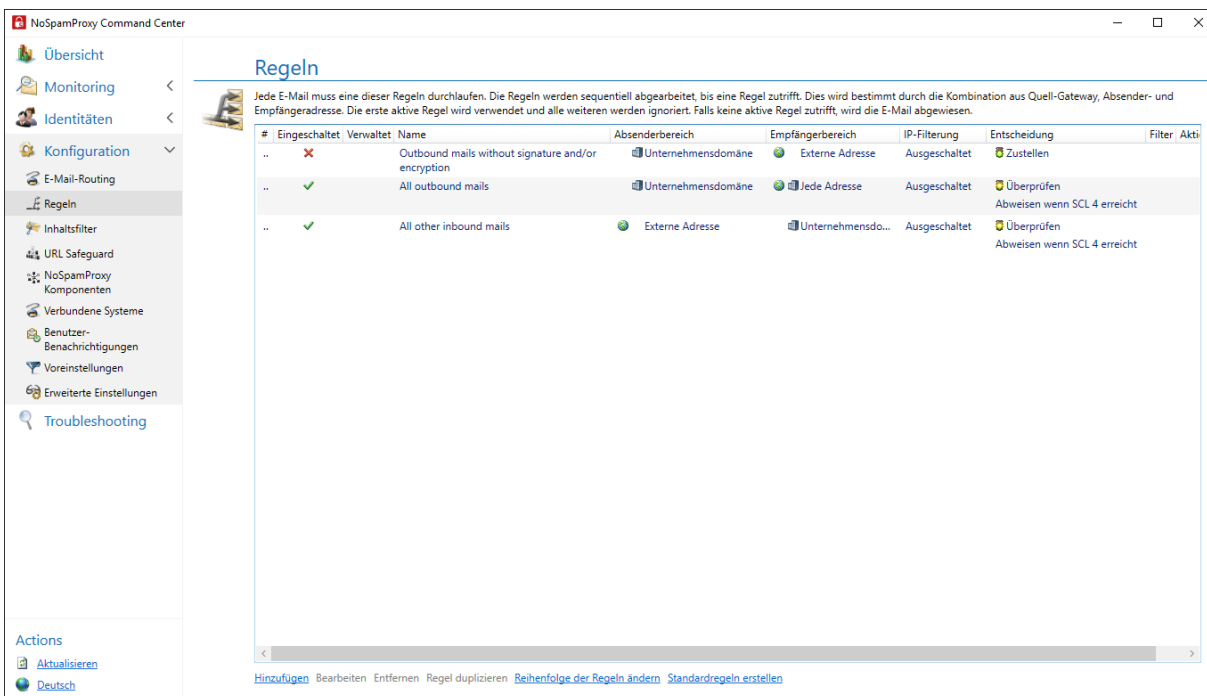 NoSpamProxy Command Center
Übersicht
Monitoring
Identitäten
Konfiguration
E-Mail-Routing
Regeln
Inhaltsfilter
URL Safeguard
NoSpamProxy
Komponenten
Verbundene Systeme
Benutzer-
Benachrichtigungen
Voreinstellungen
Erweiterte Einstellungen
Troubleshooting
Actions
Aktualisieren
Deutsch
Regeln
Jede E-Mail muss eine dieser Regeln durchlaufen. Die Regeln werden sequentiell abgearbeitet, bis eine Regel zutrifft. Dies wird bestimmt durch die Kombination aus Quell-Gateway, Absender- und
Empfängeradresse. Die erste aktive Regel wird verwendet und alle weiteren werden ignoriert. Falls keine aktive Regel zutrifft, wird die E-Mail abgewiesen.
# Eingeschaltet Verwaltet Name Absenderbereich Empfängerbereich IP-Filterung Entscheidung Filter Aktio
.. Outbound mails without signature and/or Unternehmensdomäne Externe Adresse Ausgeschaltet Zustellen
encryption
.. All outbound mails Unternehmensdomäne Jede Adresse Ausgeschaltet Überprüfen
Abweisen wenn SCL 4 erreicht
.. All other inbound mails Externe Adresse Unternehmensdo... Ausgeschaltet Überprüfen
Abweisen wenn SCL 4 erreicht
Hinzufügen Bearbeiten Entfernen Regel duplizieren Reihenfolge der Regeln ändern Standardregeln erstellen